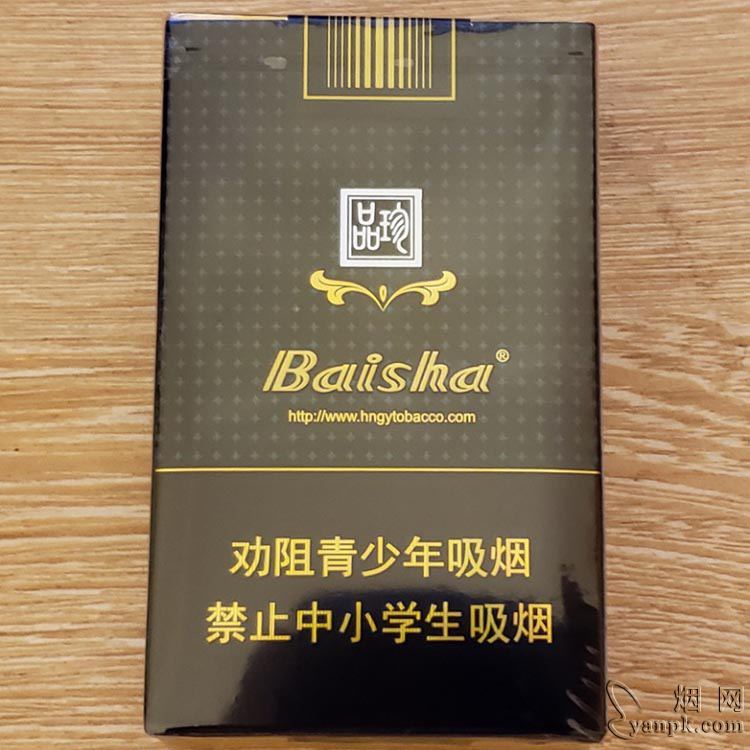 珍品
Baisha®
http://www.hngytobacco.com
劝阻青少年吸烟
禁止中小学生吸烟
烟网
yanpk.com